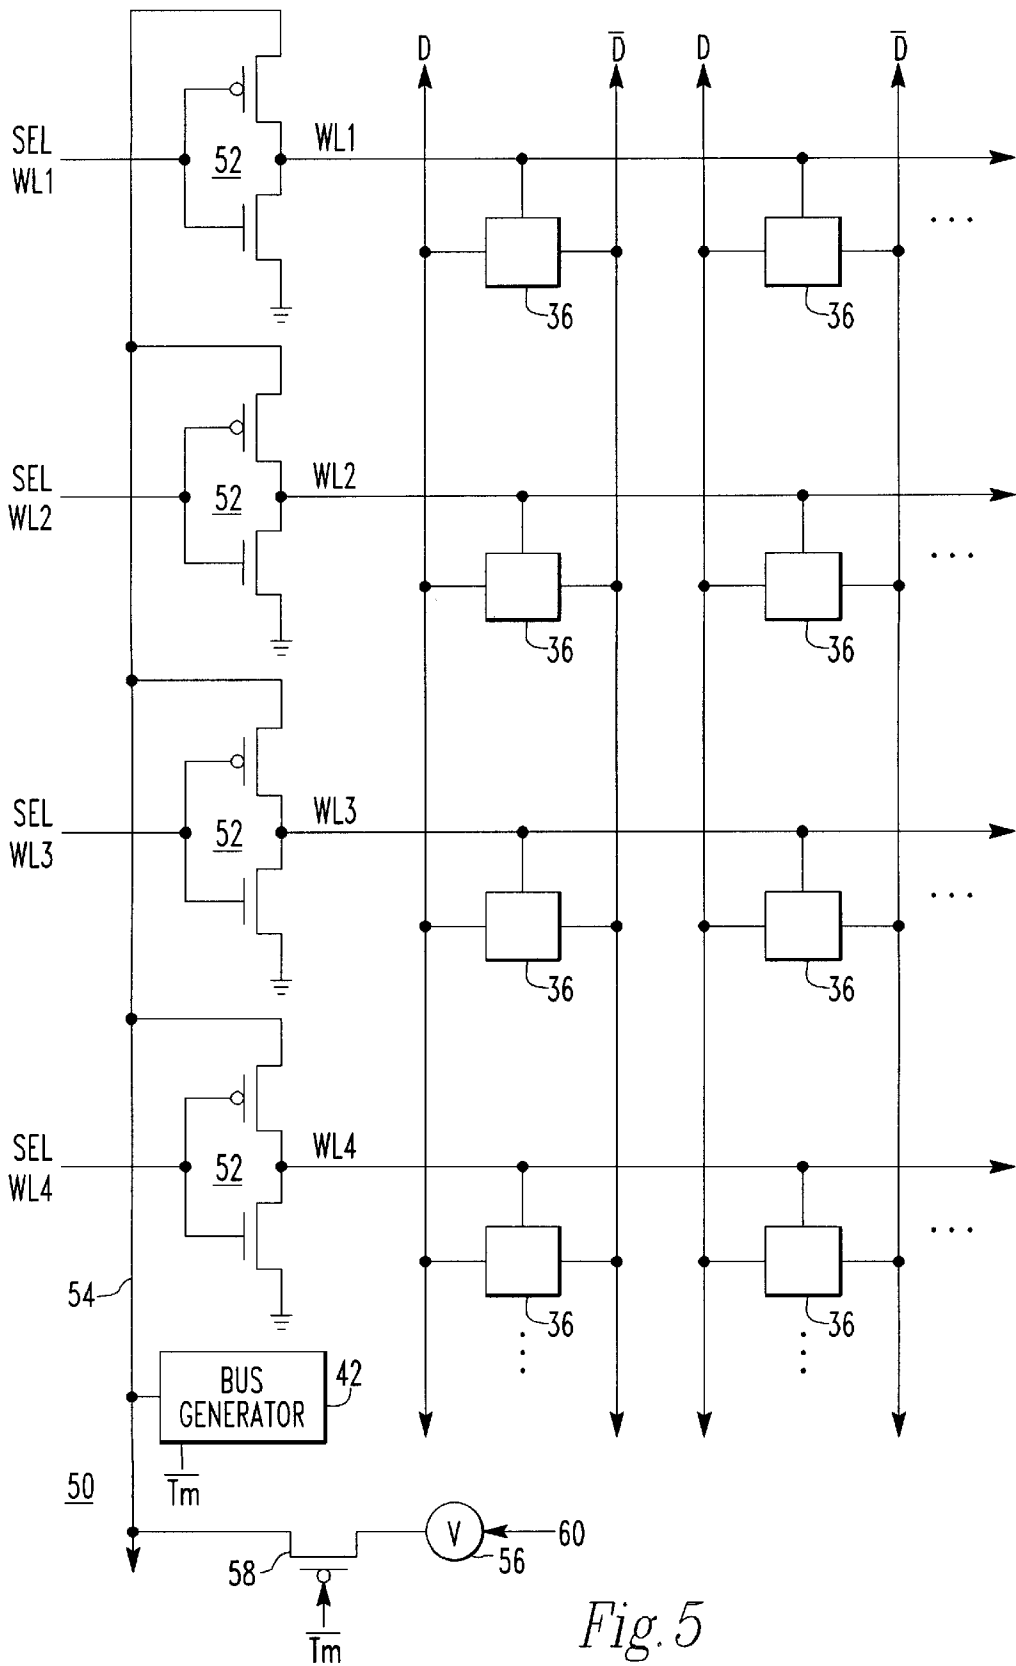 D D̅ D D̅
SEL
WL1
52
WL1
. . .
36 36
SEL
WL2
52
WL2
. . .
36 36
SEL
WL3
52
WL3
. . .
36 36
SEL
WL4
52
WL4
. . .
54
36 36
BUS
GENERATOR
42
T̅m̅
50
58
V
56
60
T̅m̅
Fig. 5